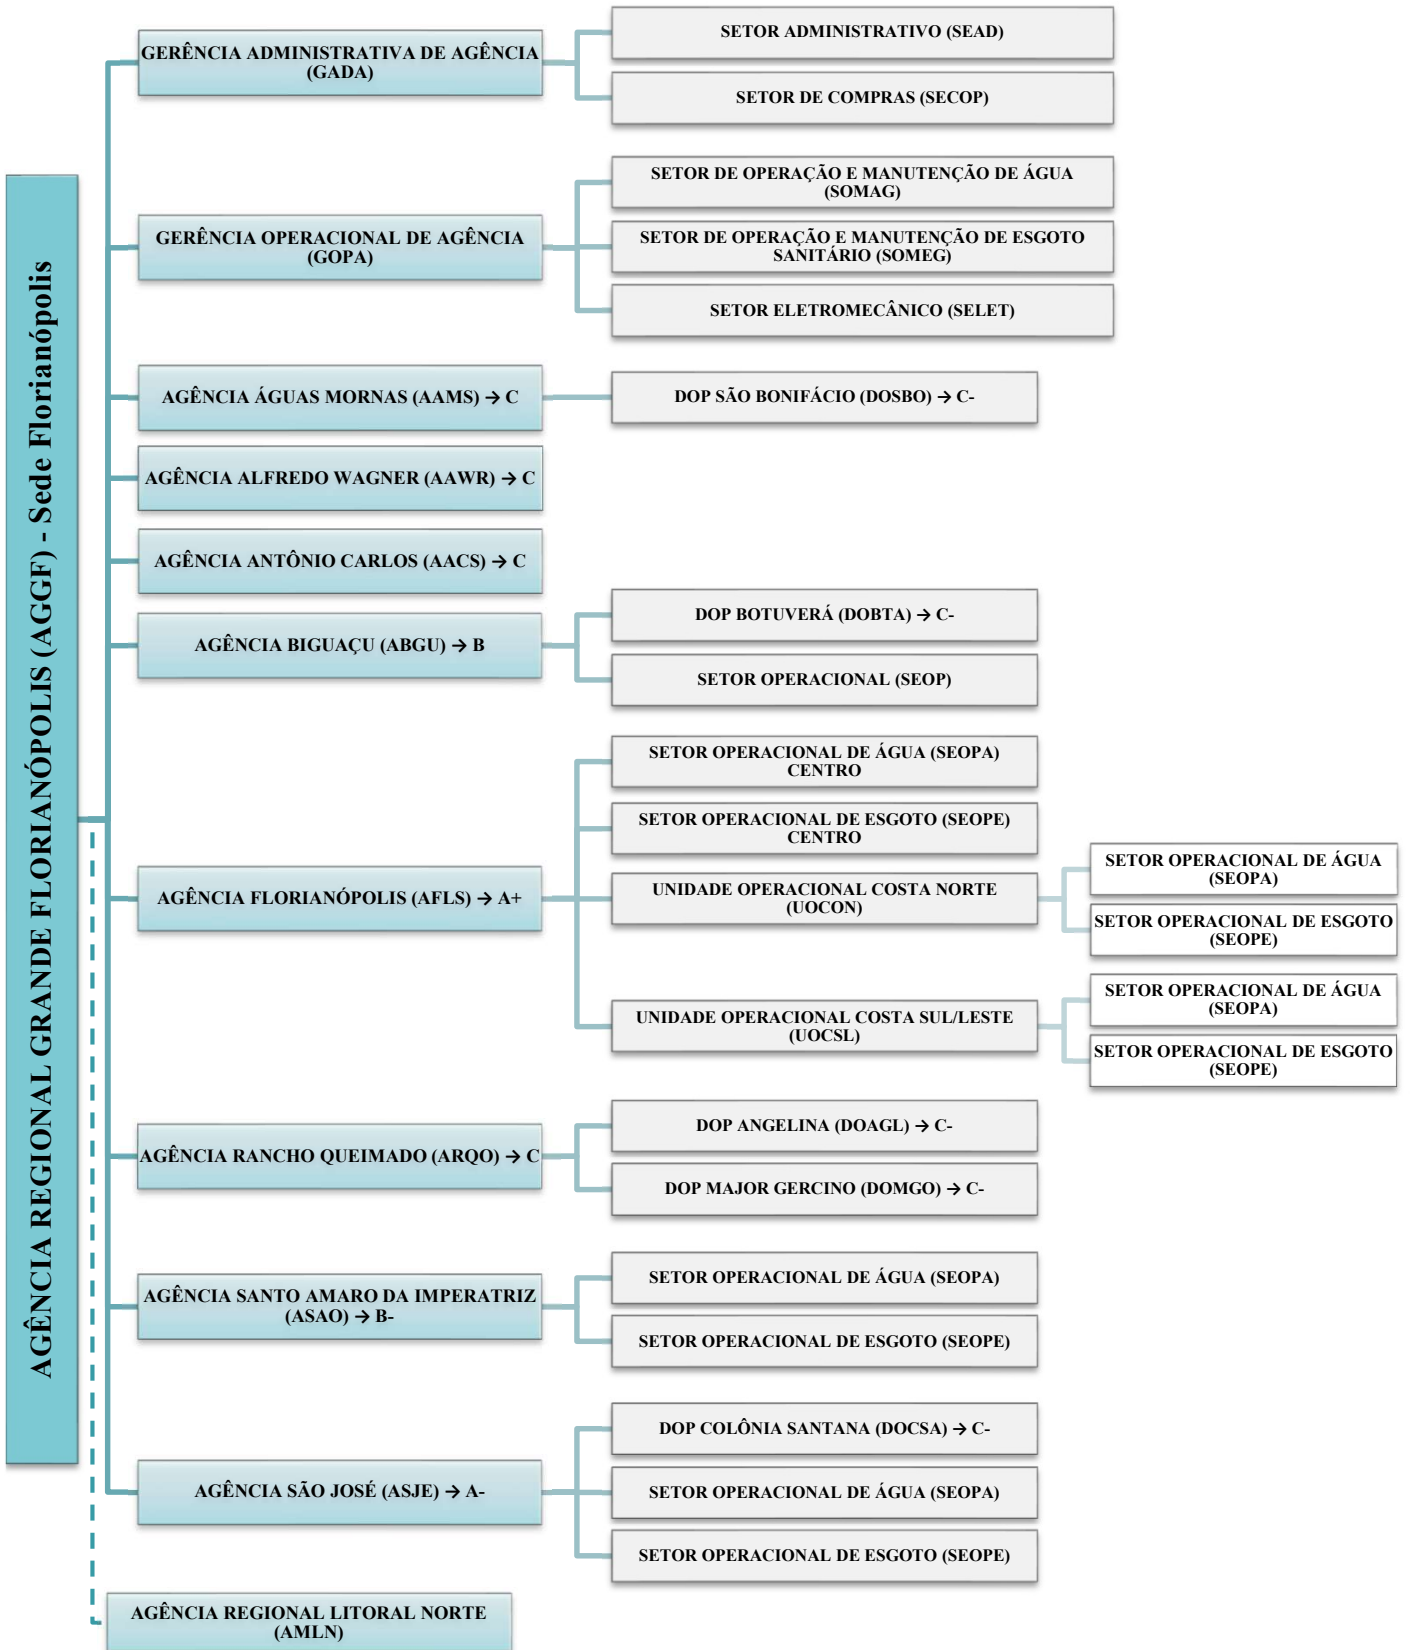 AGÊNCIA REGIONAL GRANDE FLORIANÓPOLIS (AGGF) - Sede Florianópolis
GERÊNCIA ADMINISTRATIVA DE AGÊNCIA
(GADA)
SETOR ADMINISTRATIVO (SEAD)
SETOR DE COMPRAS (SECOP)
GERÊNCIA OPERACIONAL DE AGÊNCIA
(GOPA)
SETOR DE OPERAÇÃO E MANUTENÇÃO DE ÁGUA
(SOMAG)
SETOR DE OPERAÇÃO E MANUTENÇÃO DE ESGOTO
SANITÁRIO (SOMEG)
SETOR ELETROMECÂNICO (SELET)
AGÊNCIA ÁGUAS MORNAS (AAMS) → C
DOP SÃO BONIFÁCIO (DOSBO) → C-
AGÊNCIA ALFREDO WAGNER (AAWR) → C
AGÊNCIA ANTÔNIO CARLOS (AACS) → C
AGÊNCIA BIGUAÇU (ABGU) → B
DOP BOTUVERÁ (DOBTA) → C-
SETOR OPERACIONAL (SEOP)
AGÊNCIA FLORIANÓPOLIS (AFLS) → A+
SETOR OPERACIONAL DE ÁGUA (SEOPA)
CENTRO
SETOR OPERACIONAL DE ESGOTO (SEOPE)
CENTRO
UNIDADE OPERACIONAL COSTA NORTE
(UOCON)
SETOR OPERACIONAL DE ÁGUA
(SEOPA)
SETOR OPERACIONAL DE ESGOTO
(SEOPE)
UNIDADE OPERACIONAL COSTA SUL/LESTE
(UOCSL)
SETOR OPERACIONAL DE ÁGUA
(SEOPA)
SETOR OPERACIONAL DE ESGOTO
(SEOPE)
AGÊNCIA RANCHO QUEIMADO (ARQO) → C
DOP ANGELINA (DOAGL) → C-
DOP MAJOR GERCINO (DOMGO) → C-
AGÊNCIA SANTO AMARO DA IMPERATRIZ
(ASAO) → B-
SETOR OPERACIONAL DE ÁGUA (SEOPA)
SETOR OPERACIONAL DE ESGOTO (SEOPE)
AGÊNCIA SÃO JOSÉ (ASJE) → A-
DOP COLÔNIA SANTANA (DOCSA) → C-
SETOR OPERACIONAL DE ÁGUA (SEOPA)
SETOR OPERACIONAL DE ESGOTO (SEOPE)
AGÊNCIA REGIONAL LITORAL NORTE
(AMLN)